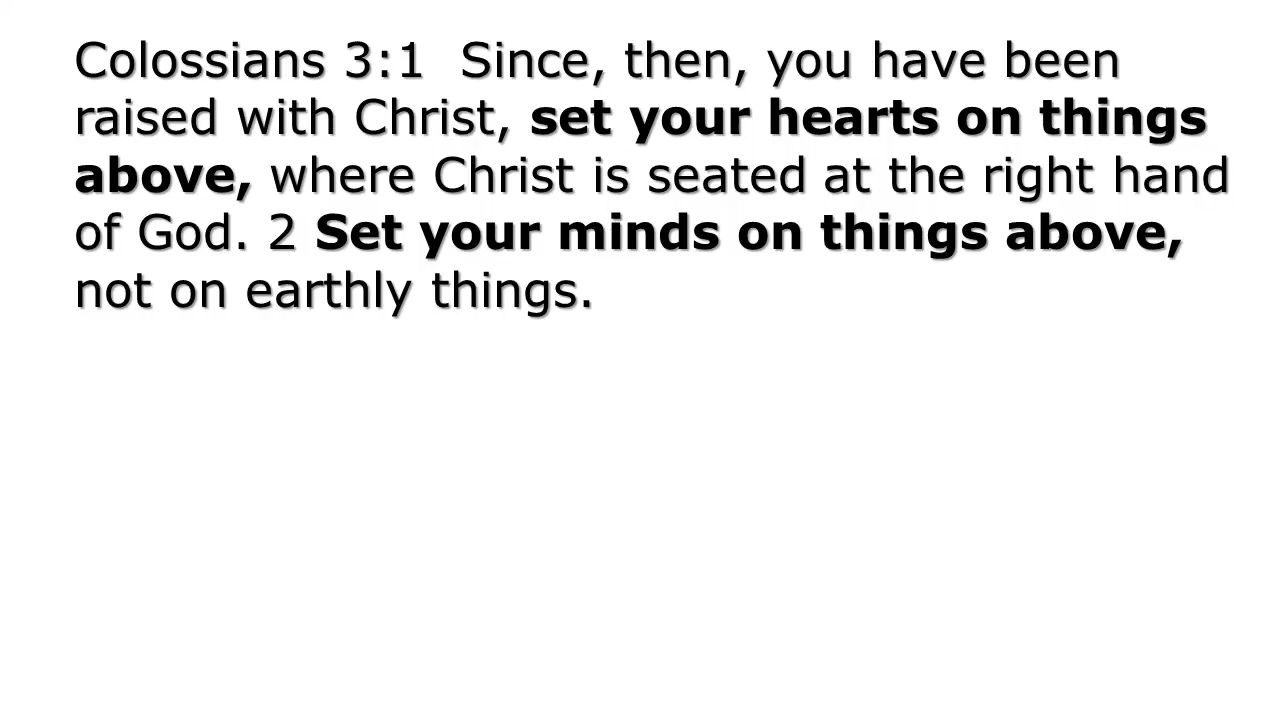 Colossians 3:1  Since, then, you have been
raised with Christ, set your hearts on things
above, where Christ is seated at the right hand
of God. 2 Set your minds on things above,
not on earthly things.